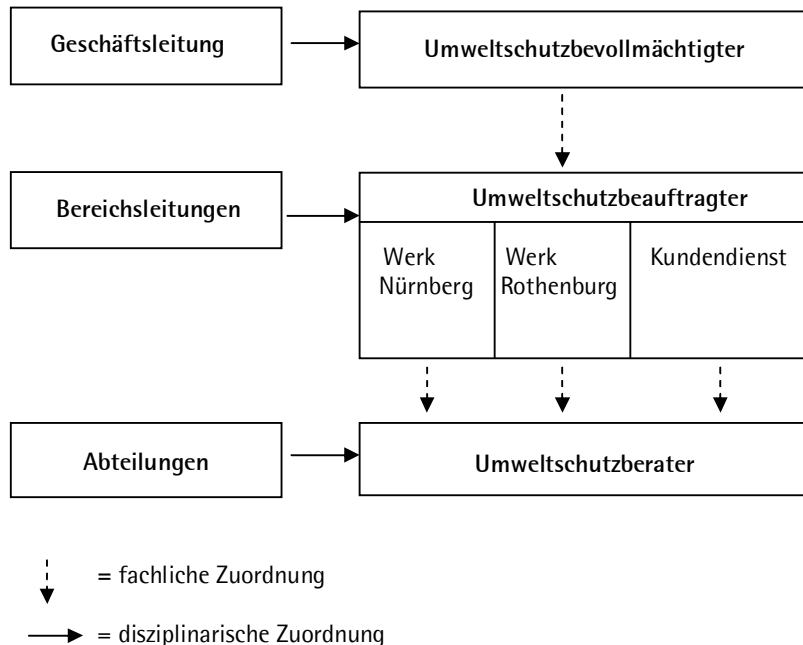 Geschäftsleitung
Umweltschutzbevollmächtigter
Bereichsleitungen
Umweltschutzbeauftragter
Werk
Nürnberg
Werk
Rothenburg
Kundendienst
Abteilungen
Umweltschutzberater
= fachliche Zuordnung
= disziplinarische Zuordnung